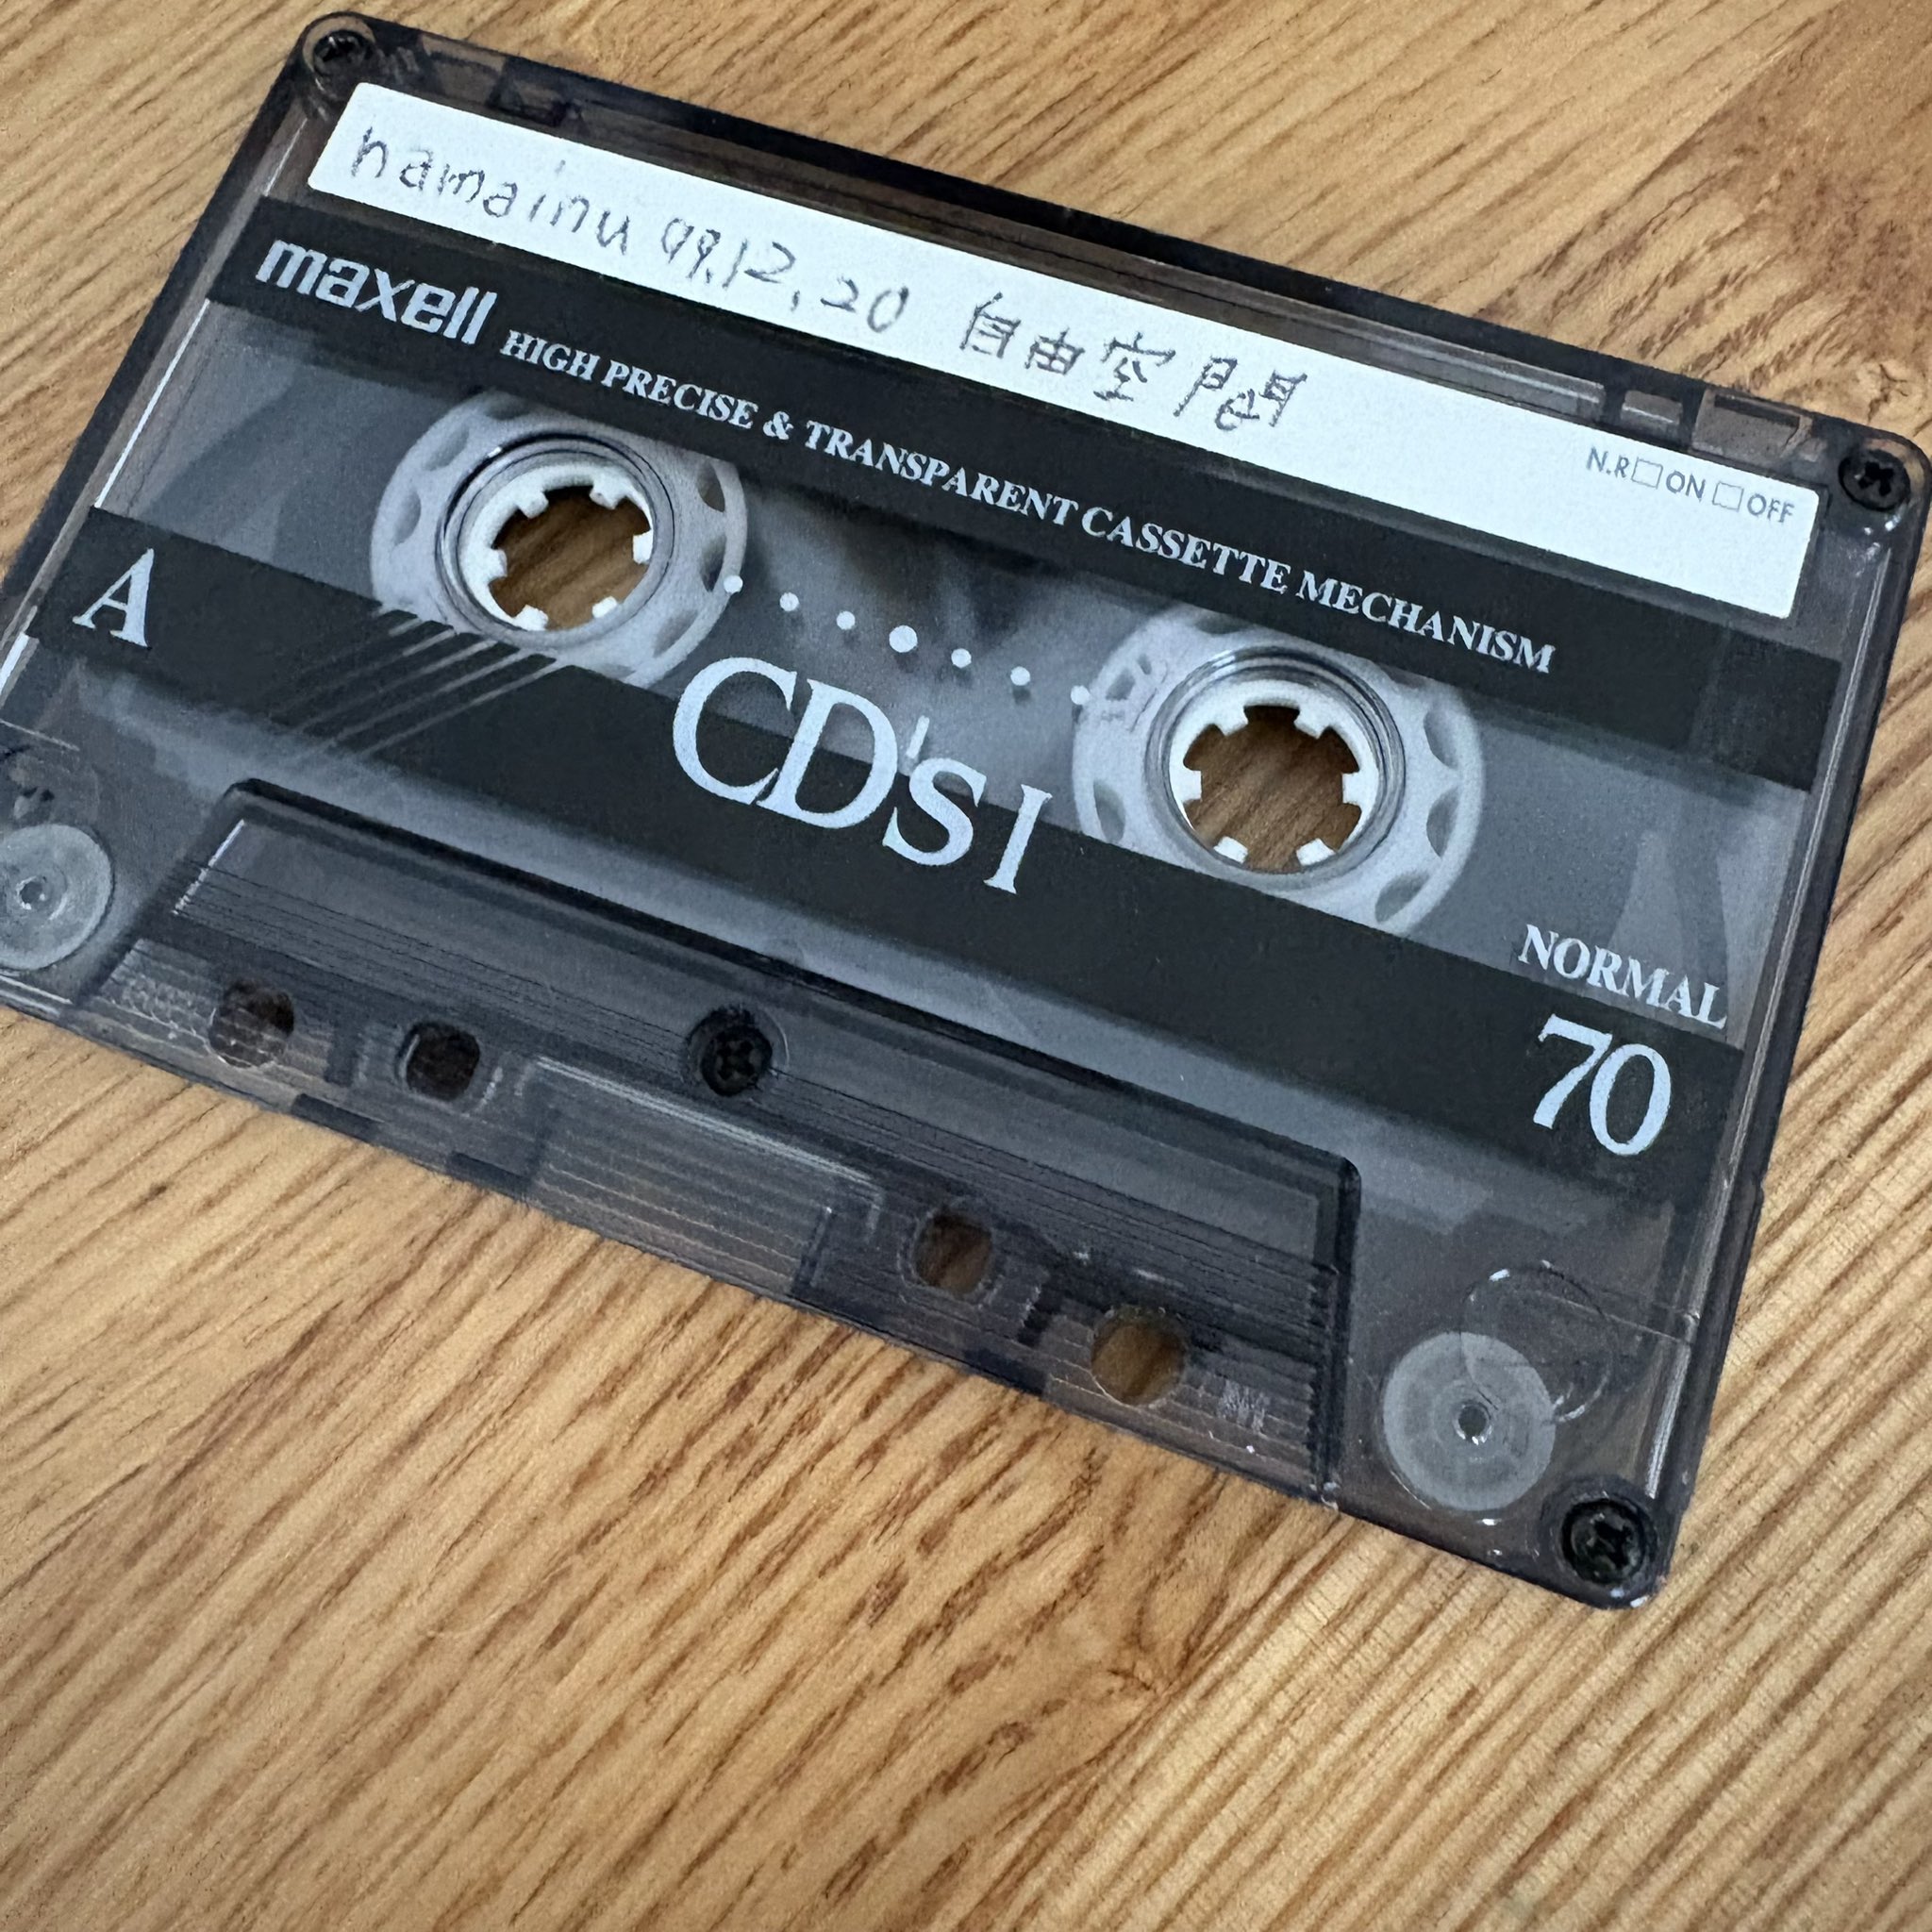 hamainu 99.12.20 自由空間
N.R□ON □OFF
maxell HIGH PRECISE & TRANSPARENT CASSETTE MECHANISM
A
CD'S I
NORMAL
70